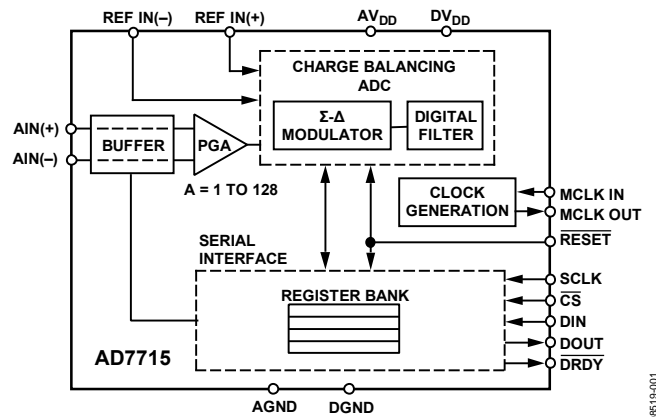 REF IN(–) REF IN(+) AVDD DVDD
CHARGE BALANCING
ADC
Σ-Δ
MODULATOR
DIGITAL
FILTER
AIN(+)
AIN(–)
BUFFER
PGA
A = 1 TO 128
CLOCK
GENERATION
MCLK IN
MCLK OUT
RESET
SERIAL
INTERFACE
REGISTER BANK
SCLK
CS
DIN
DOUT
DRDY
AD7715
AGND DGND
8519-001